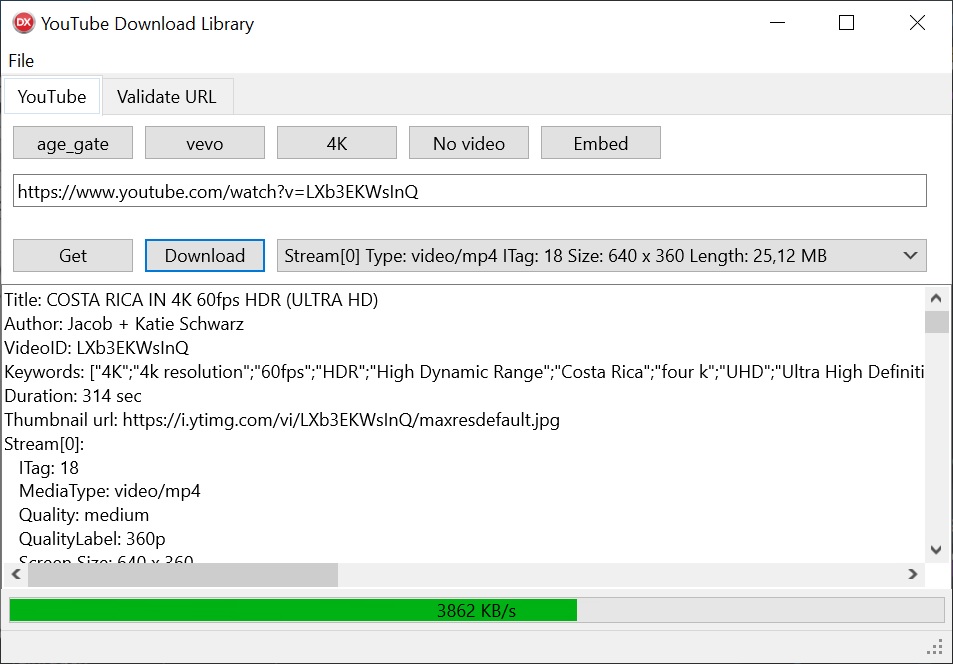 DX YouTube Download Library
File
YouTube Validate URL
age_gate vevo 4K No video Embed
https://www.youtube.com/watch?v=LXb3EKWsInQ
Get Download Stream[0] Type: video/mp4 ITag: 18 Size: 640 x 360 Length: 25,12 MB
Title: COSTA RICA IN 4K 60fps HDR (ULTRA HD)
Author: Jacob + Katie Schwarz
VideoID: LXb3EKWsInQ
Keywords: ["4K";"4k resolution";"60fps";"HDR";"High Dynamic Range";"Costa Rica";"four k";"UHD";"Ultra High Definiti
Duration: 314 sec
Thumbnail url: https://i.ytimg.com/vi/LXb3EKWsInQ/maxresdefault.jpg
Stream[0]:
ITag: 18
MediaType: video/mp4
Quality: medium
QualityLabel: 360p
Screen Size: 640 x 360
3862 KB/s